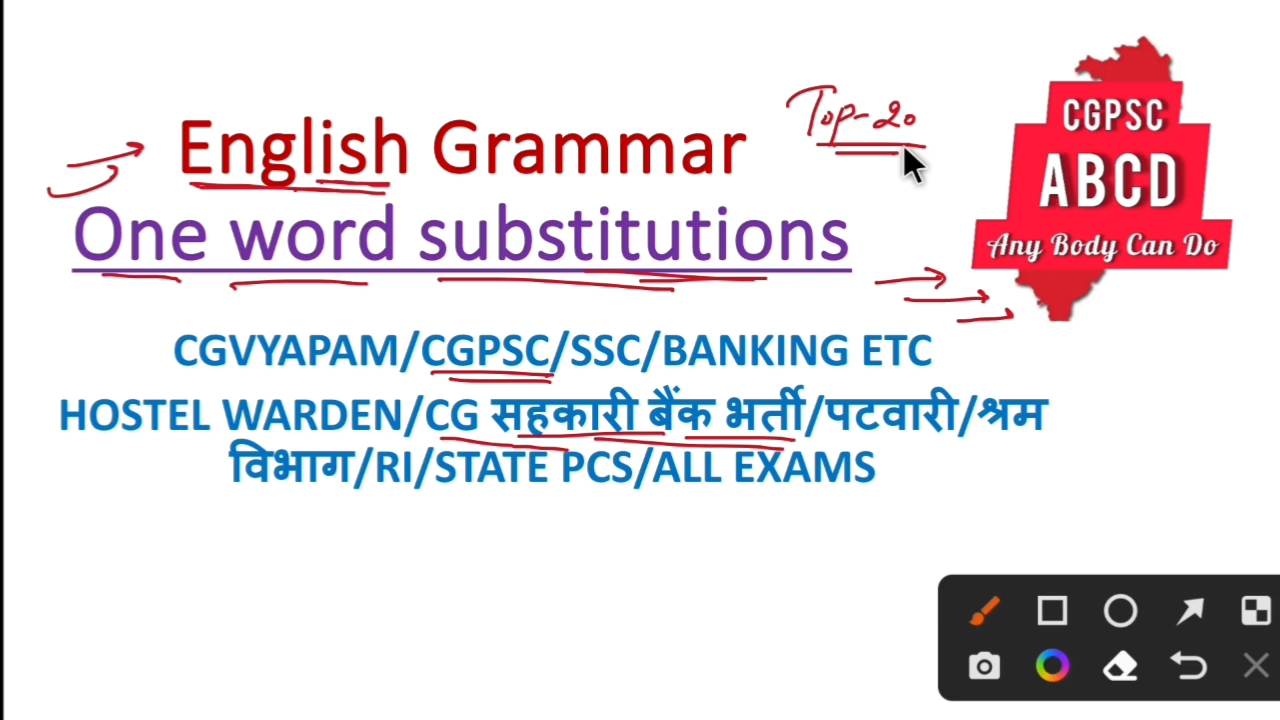 Top-20
English Grammar
One word substitutions
CGPSC
ABCD
Any Body Can Do
CGVYAPAM/CGPSC/SSC/BANKING ETC
HOSTEL WARDEN/CG सहकारी बैंक भर्ती/पटवारी/श्रम
विभाग/RI/STATE PCS/ALL EXAMS